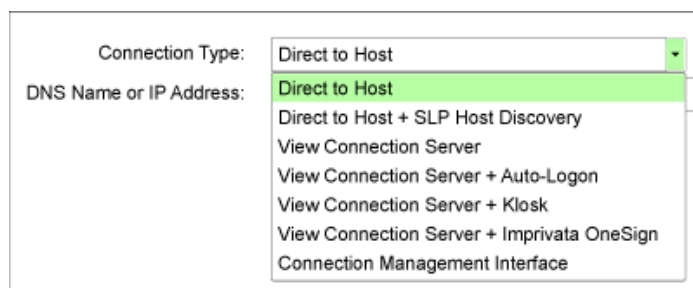 Connection Type: Direct to Host
DNS Name or IP Address:
Direct to Host
Direct to Host + SLP Host Discovery
View Connection Server
View Connection Server + Auto-Logon
View Connection Server + Klosk
View Connection Server + Imprivata OneSign
Connection Management Interface